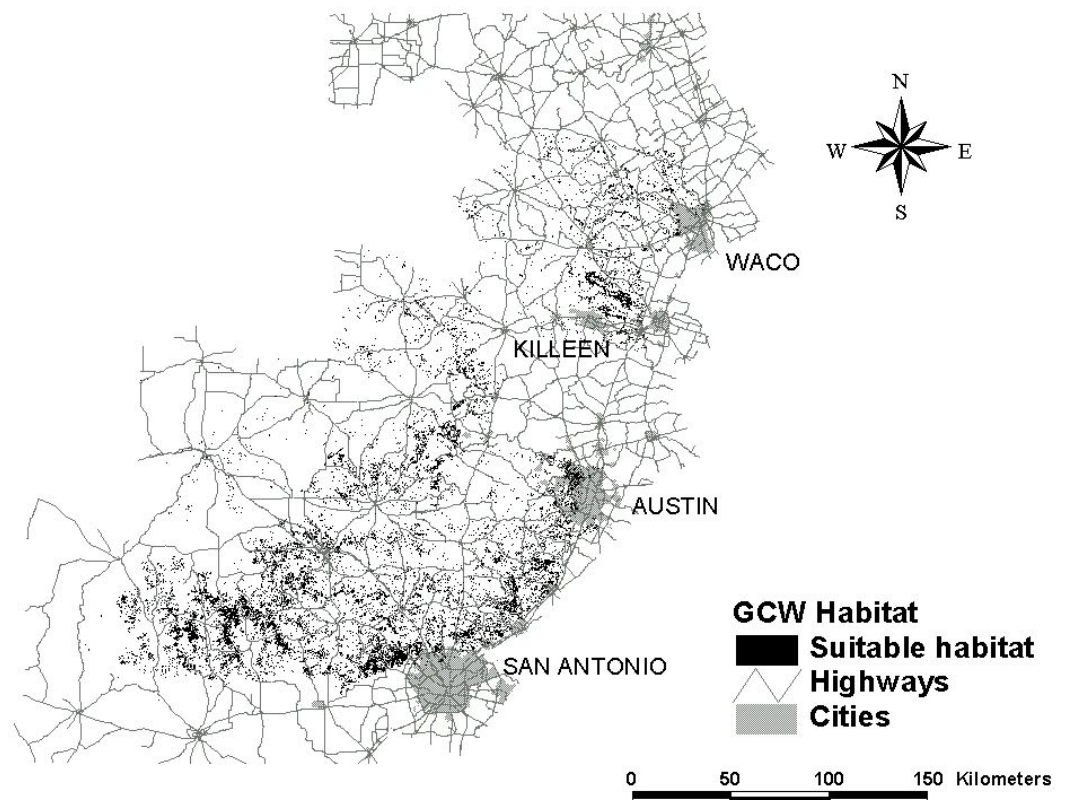 N
W E
S
WACO
KILLEEN
AUSTIN
SAN ANTONIO
GCW Habitat
Suitable habitat
Highways
Cities
0 50 100 150 Kilometers